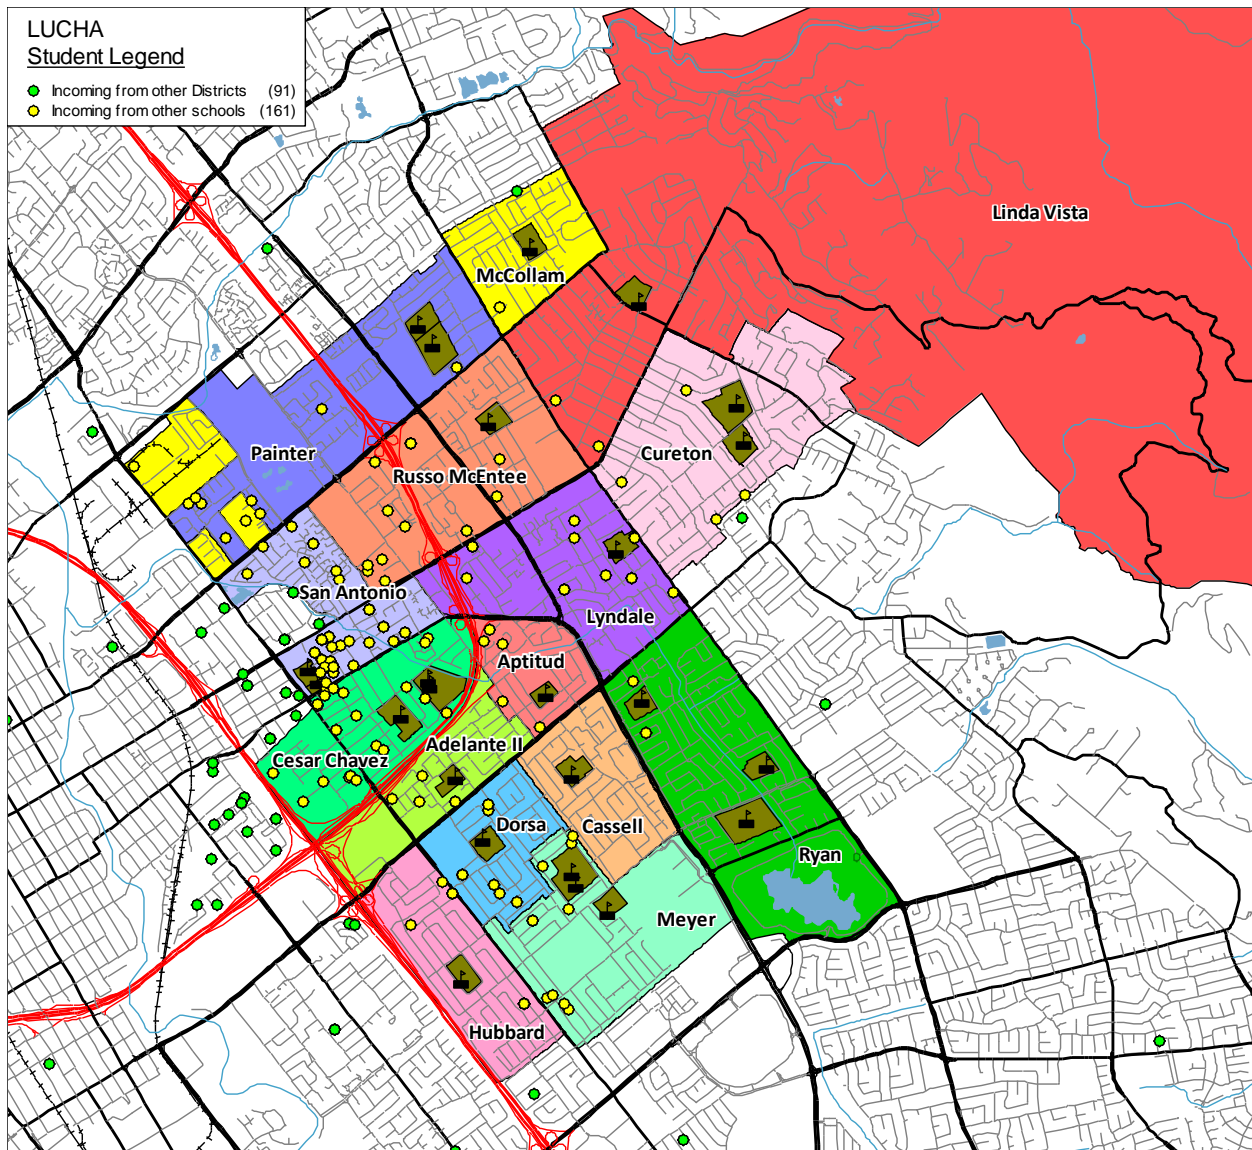 LUCHA
Student Legend
Incoming from other Districts (91)
Incoming from other schools (161)
Linda Vista
McCollam
Painter
Cureton
Russo McEntee
San Antonio
Lyndale
Aptitud
Adelante II
Cesar Chavez
Dorsa
Cassell
Ryan
Meyer
Hubbard